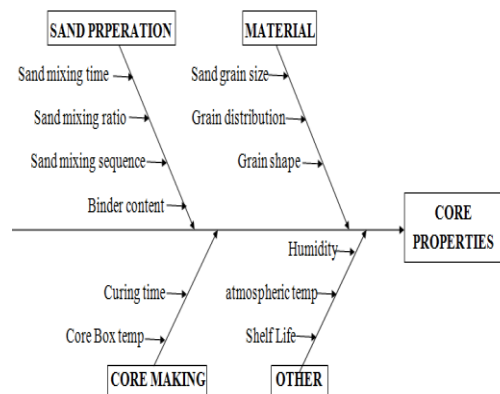 SAND PRPERATION
MATERIAL
Sand mixing time
Sand grain size
Sand mixing ratio
Grain distribution
Sand mixing sequence
Grain shape
Binder content
CORE
PROPERTIES
Humidity
Curing time
atmospheric temp
Core Box temp
Shelf Life
CORE MAKING
OTHER